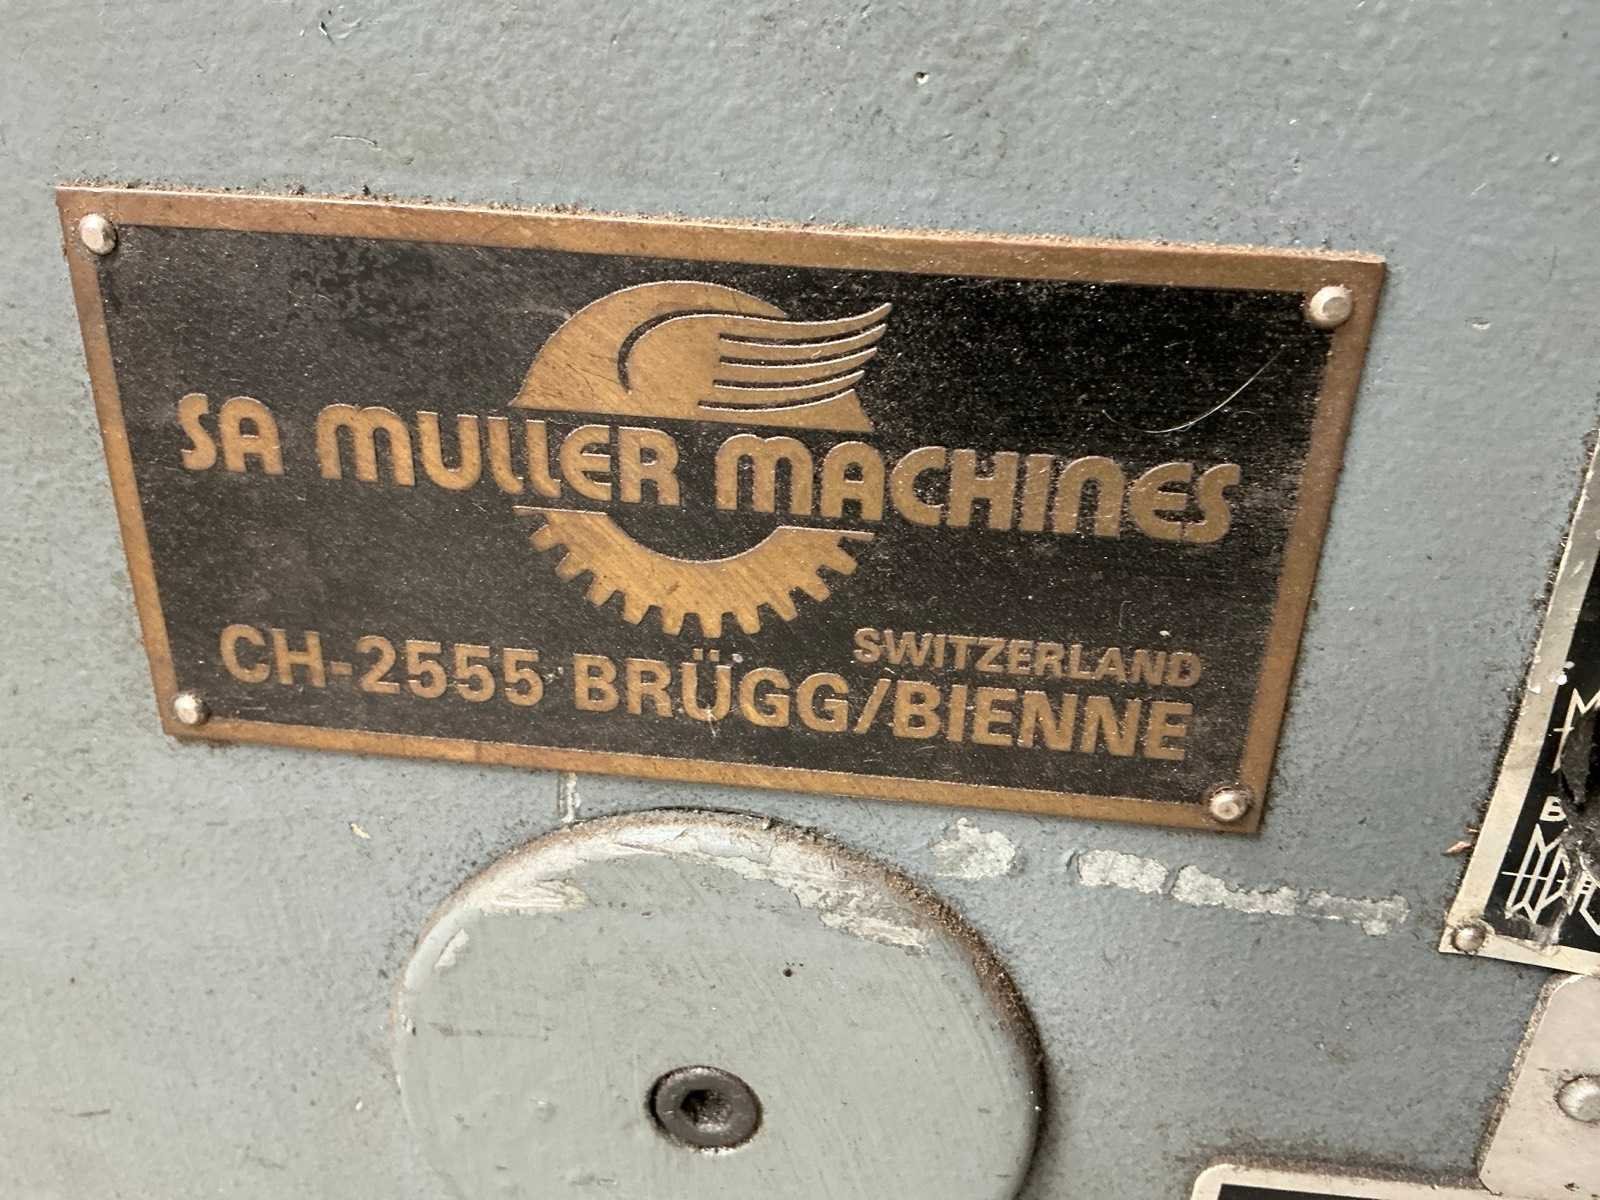 SA MULLER MACHINES
SWITZERLAND
CH-2555 BRÜGG/BIENNE